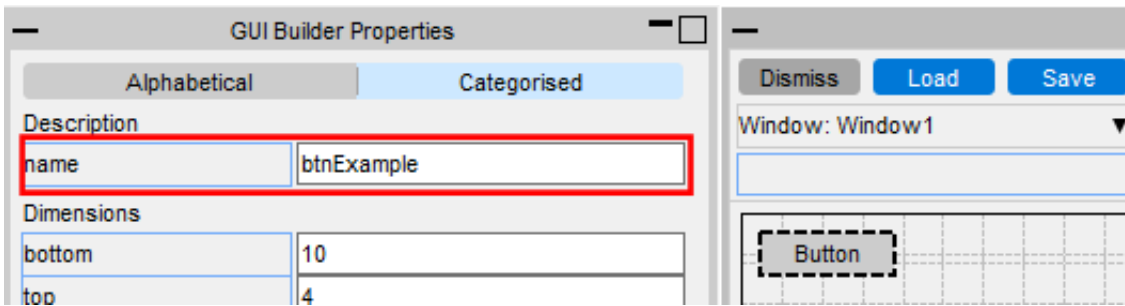 GUI Builder Properties
Alphabetical
Categorised
Description
name
btnExample
Dimensions
bottom
10
top
4
Dismiss
Load
Save
Window: Window1
Button